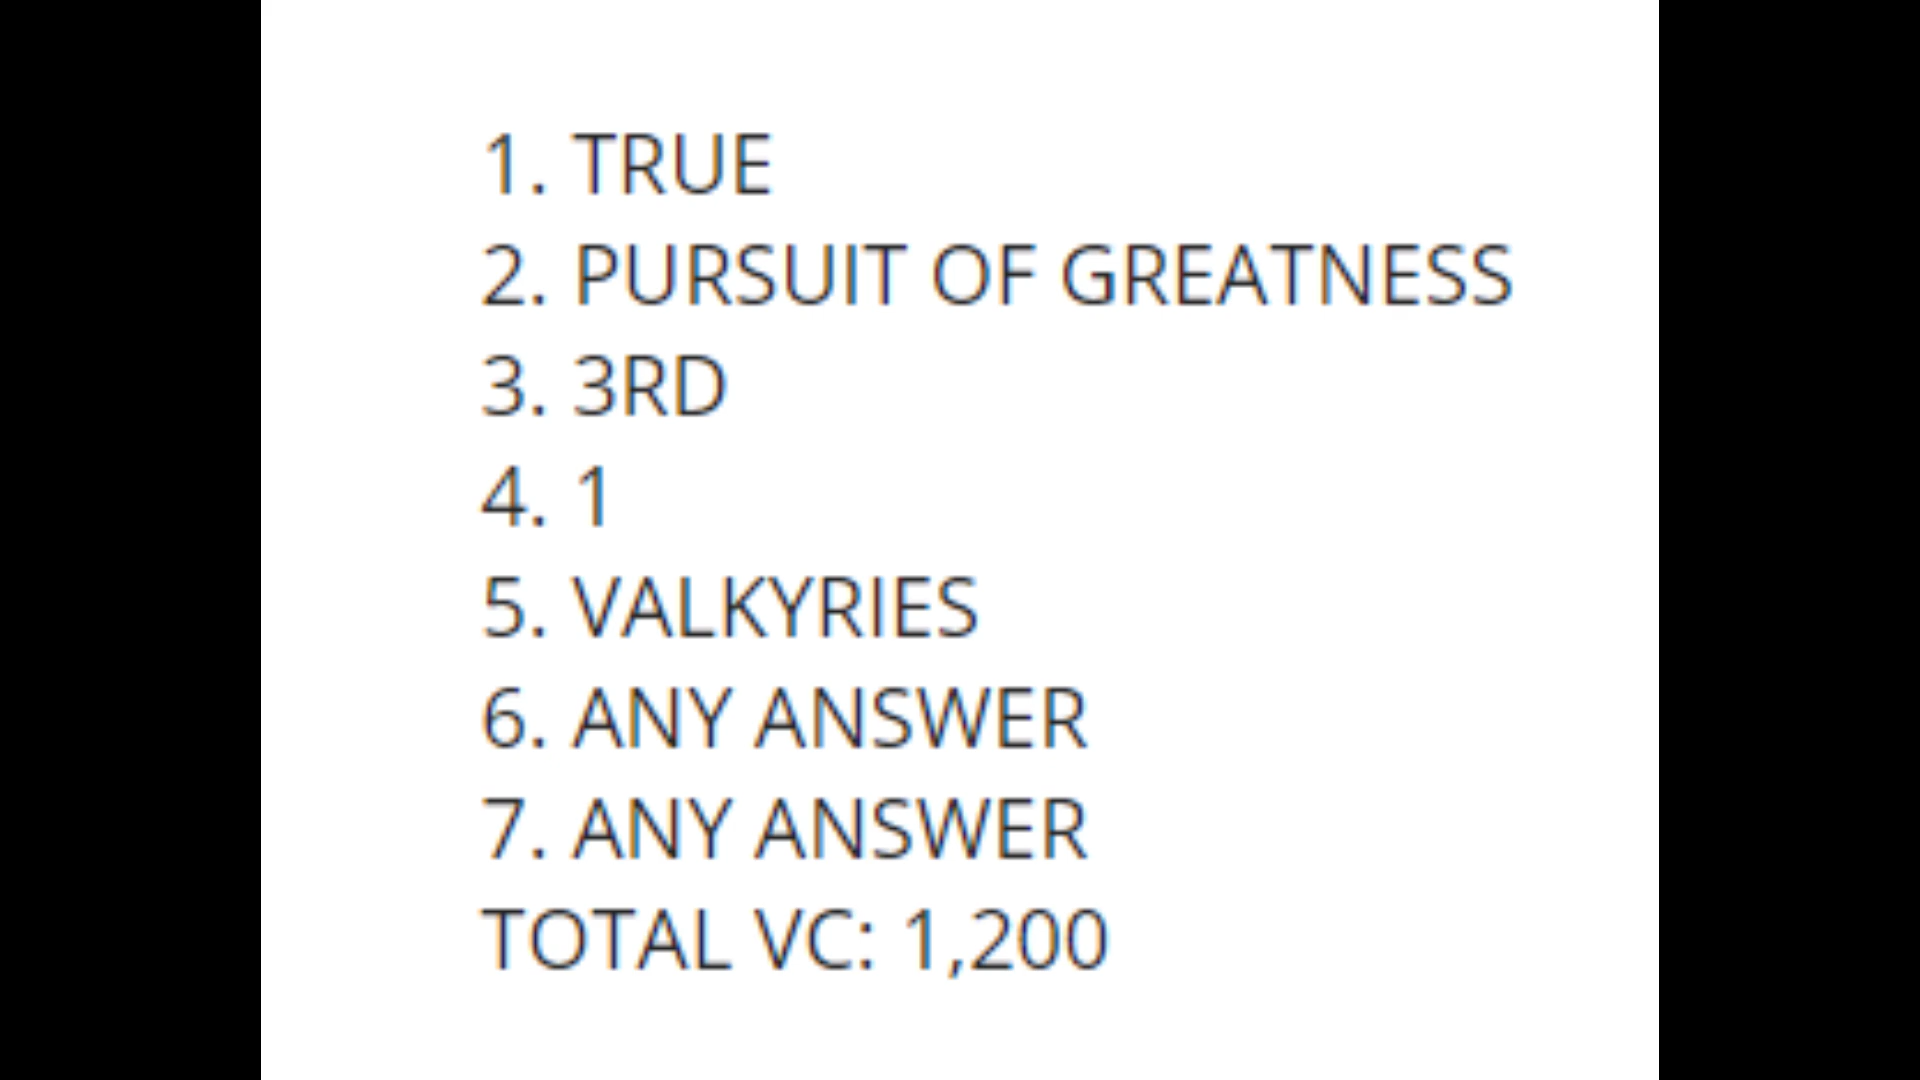 1. TRUE
2. PURSUIT OF GREATNESS
3. 3RD
4. 1
5. VALKYRIES
6. ANY ANSWER
7. ANY ANSWER
TOTAL VC: 1,200